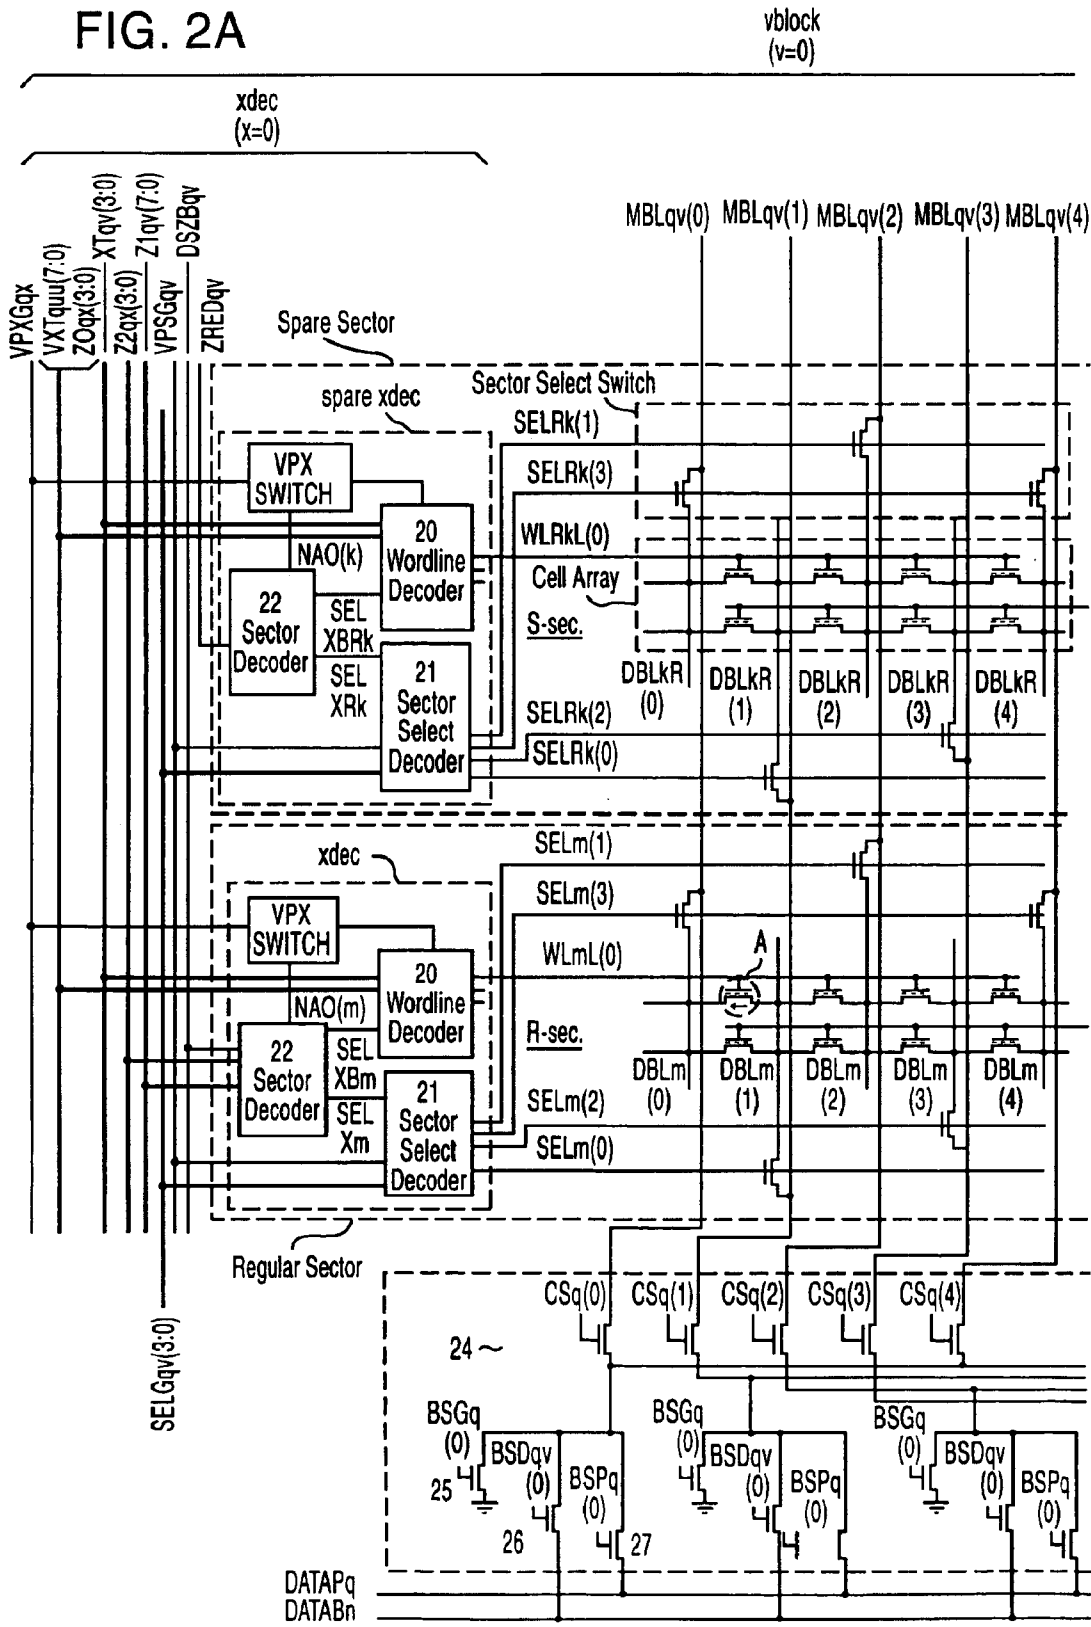 FIG. 2A
vblock
(v=0)
xdec
(x=0)
VPXGqx
VXTquu(7:0)
ZOqx(3:0)
XTqv(3:0)
Z2qx(3:0)
Z1qv(7:0)
VPSGqv
DSZBqv
ZREDqv
MBLqv(0)
MBLqv(1)
MBLqv(2)
MBLqv(3)
MBLqv(4)
Spare Sector
spare xdec
Sector Select Switch
VPX
SWITCH
20
Wordline
Decoder
NAO(k)
22
Sector
Decoder
SEL
XBRk
SEL
XRk
21
Sector
Select
Decoder
SELRk(1)
SELRk(3)
WLRkL(0)
Cell Array
S-sec.
DBLkR
(0)
DBLkR
(1)
DBLkR
(2)
DBLkR
(3)
DBLkR
(4)
SELRk(2)
SELRk(0)
xdec
VPX
SWITCH
20
Wordline
Decoder
NAO(m)
22
Sector
Decoder
SEL
XBm
SEL
Xm
21
Sector
Select
Decoder
SELm(1)
SELm(3)
WLmL(0)
A
R-sec.
DBLm
(0)
DBLm
(1)
DBLm
(2)
DBLm
(3)
DBLm
(4)
SELm(2)
SELm(0)
Regular Sector
SELGqv(3:0)
CSq(0)
CSq(1)
CSq(2)
CSq(3)
CSq(4)
24
BSGq
(0)
25
BSDqv
(0)
26
BSPq
(0)
27
BSGq
(0)
BSDqv
(0)
BSPq
(0)
BSGq
(0)
BSDqv
(0)
BSPq
(0)
DATAPq
DATABn